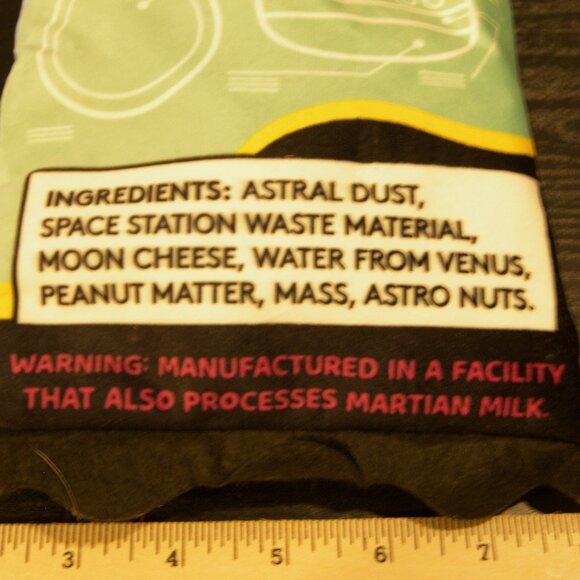 INGREDIENTS: ASTRAL DUST,
SPACE STATION WASTE MATERIAL,
MOON CHEESE, WATER FROM VENUS,
PEANUT MATTER, MASS, ASTRO NUTS.
WARNING: MANUFACTURED IN A FACILITY
THAT ALSO PROCESSES MARTIAN MILK.
3 4 5 6 7